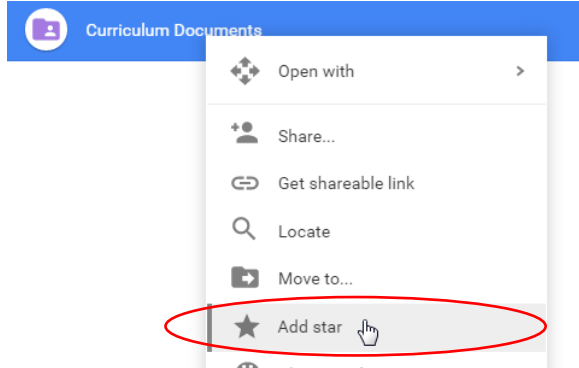 Curriculum Documents
Open with
Share...
Get shareable link
Locate
Move to...
Add star